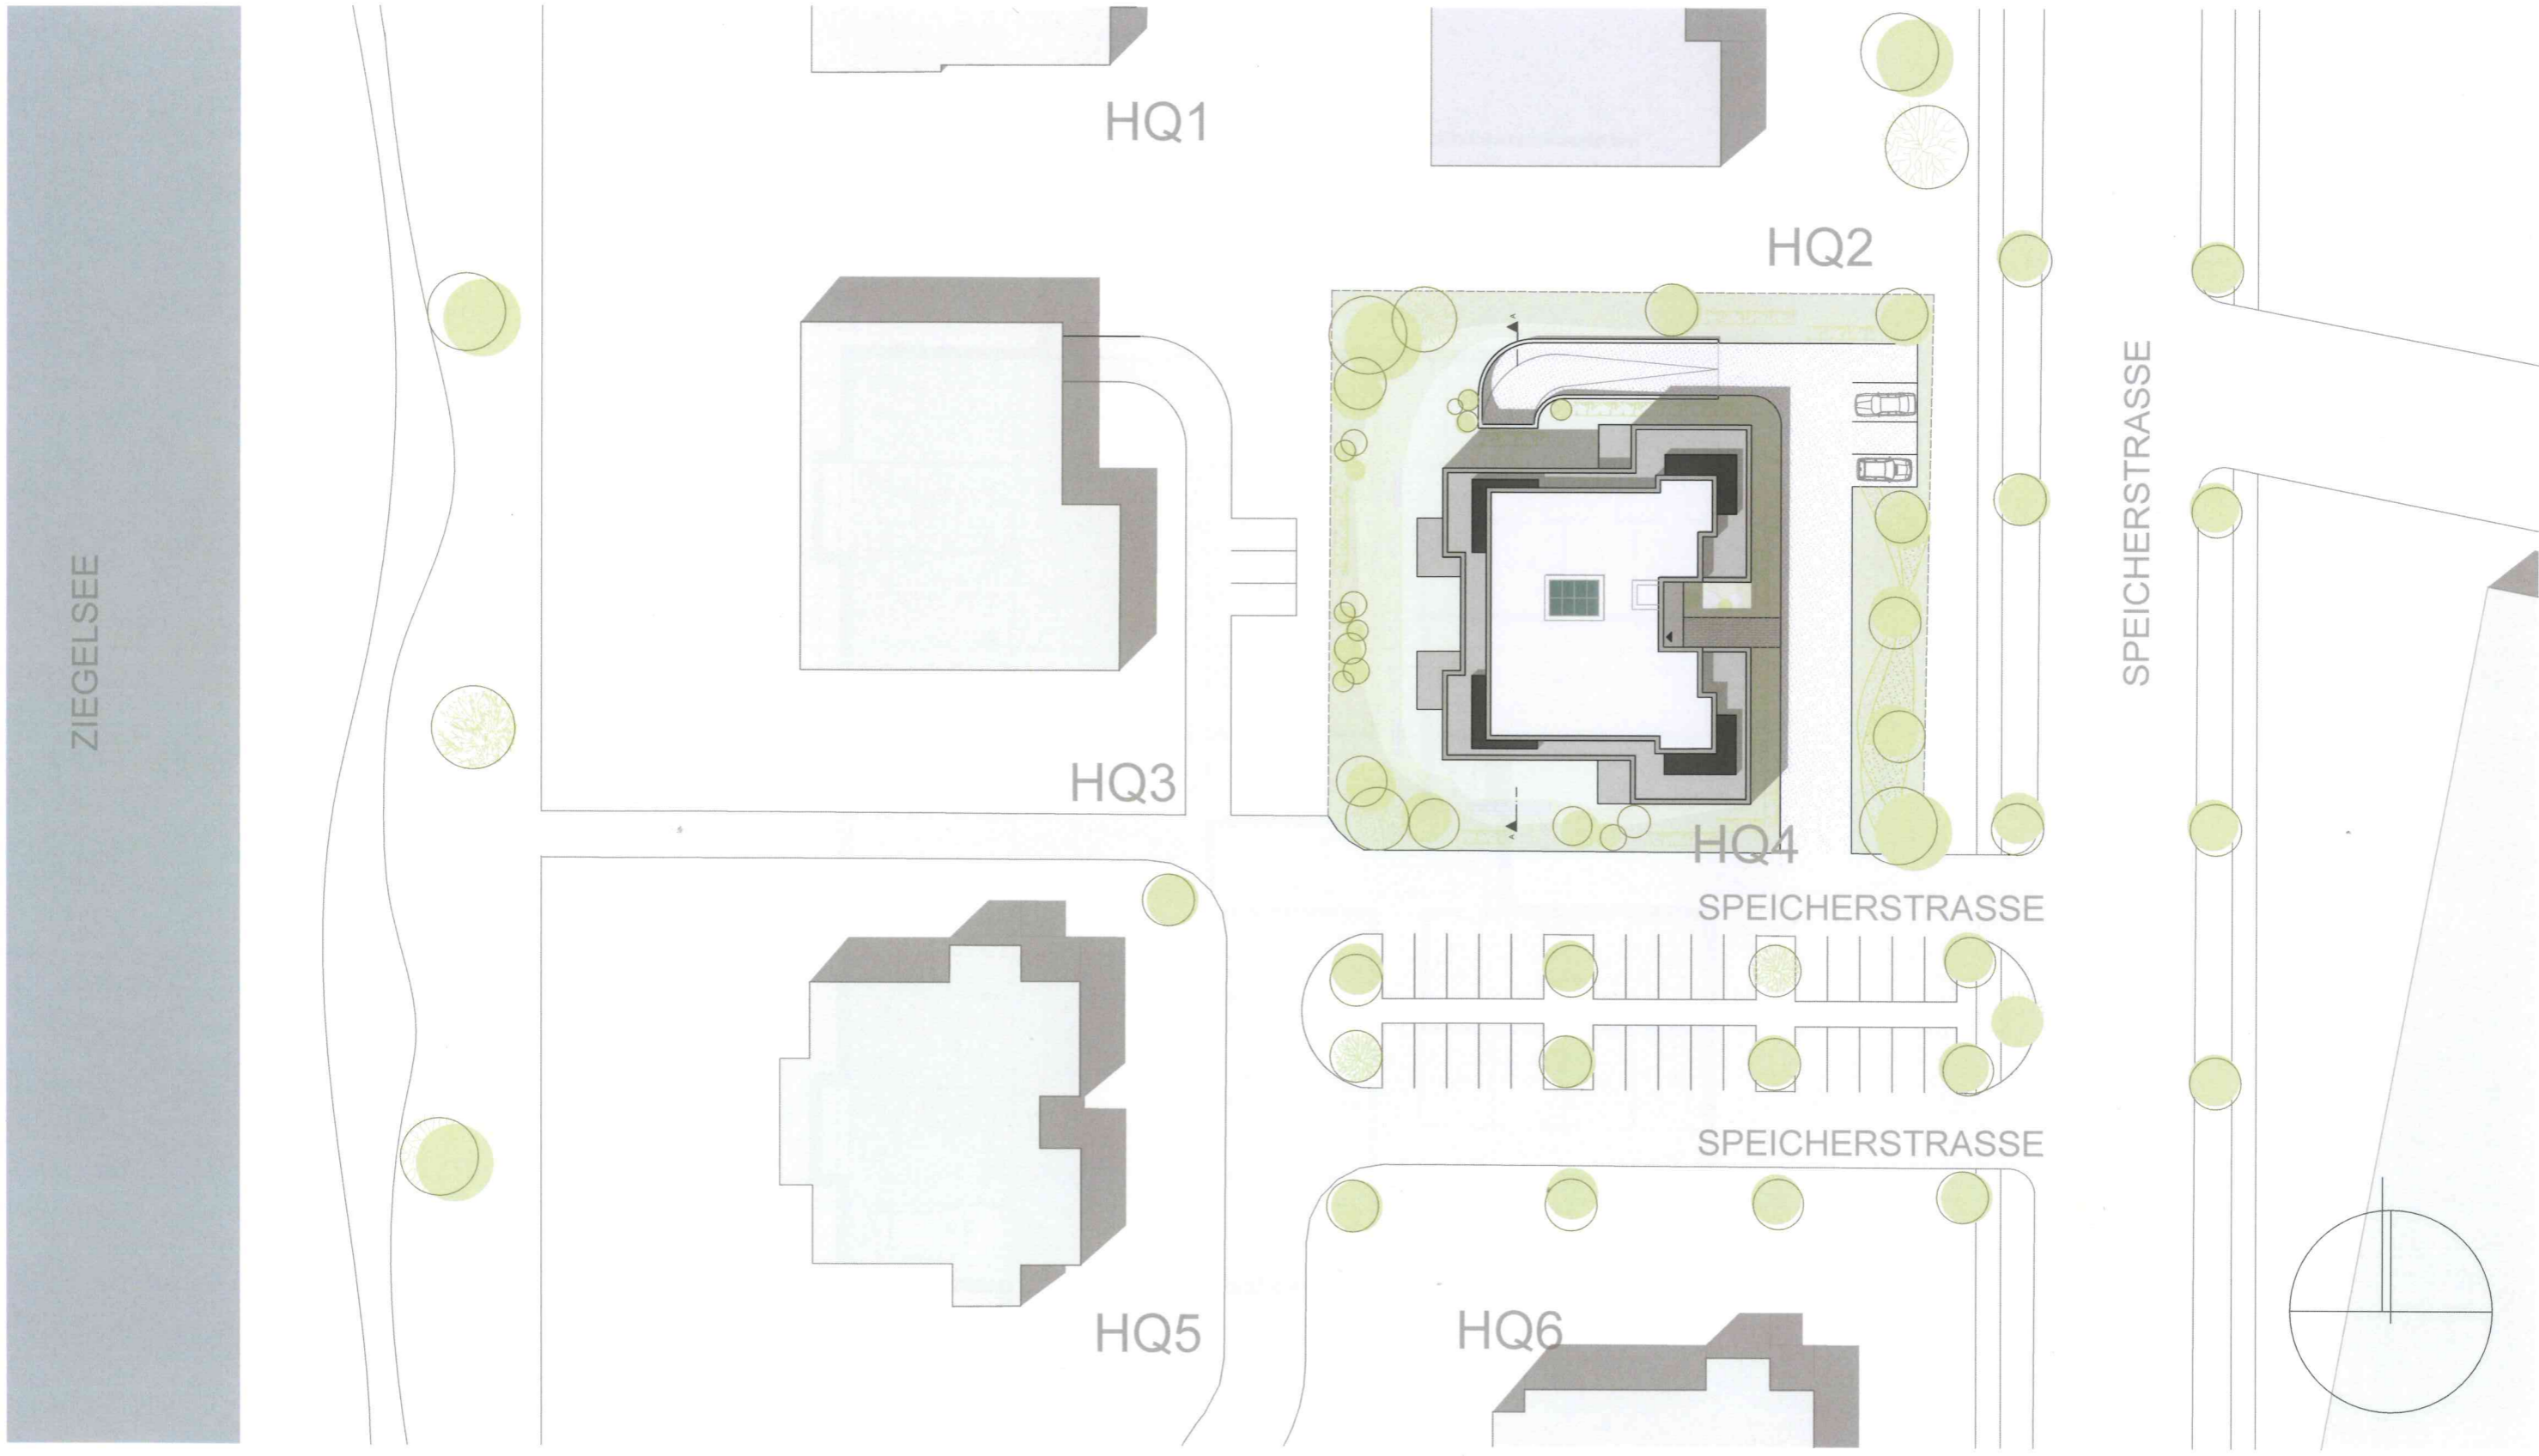 HQ1
HQ2
A
ZIEGELSEE
SPEICHERSTRASSE
HQ3
A
HQ4
SPEICHERSTRASSE
SPEICHERSTRASSE
HQ5
HQ6